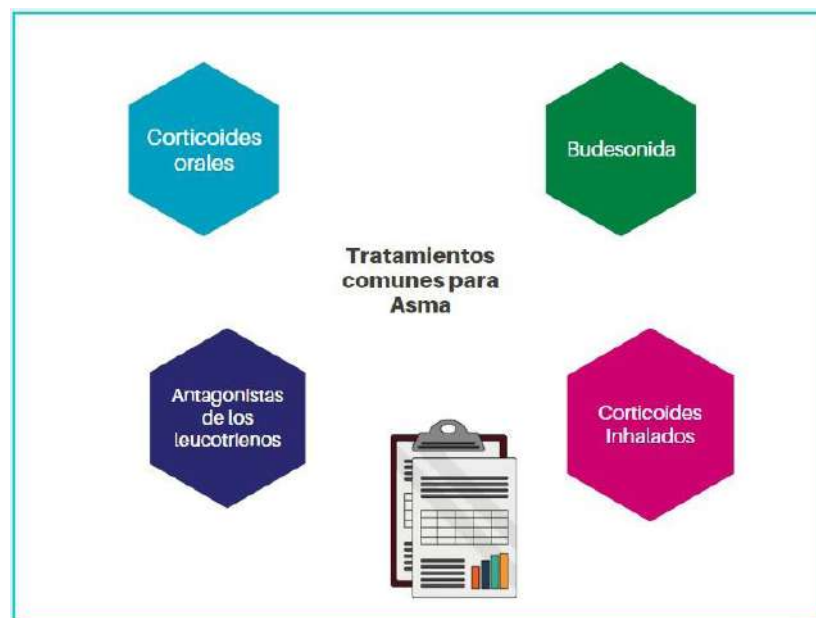 Corticoides
orales
Budesonida
Tratamientos
comunes para
Asma
Antagonistas
de los
leucotrienos
Corticoides
Inhalados